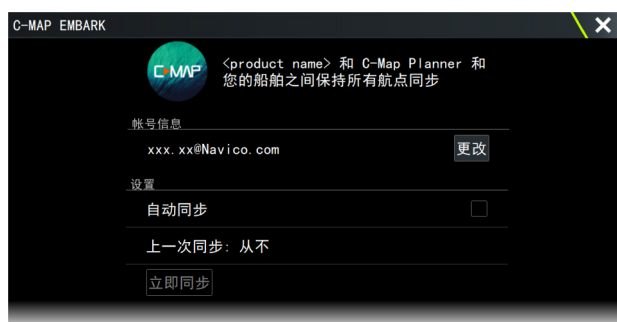 C-MAP EMBARK
C-MAP
<product name> 和 C-Map Planner 和
您的船舶之间保持所有航点同步
帐号信息
xxx.xx@Navico.com
更改
设置
自动同步
上一次同步: 从不
立即同步